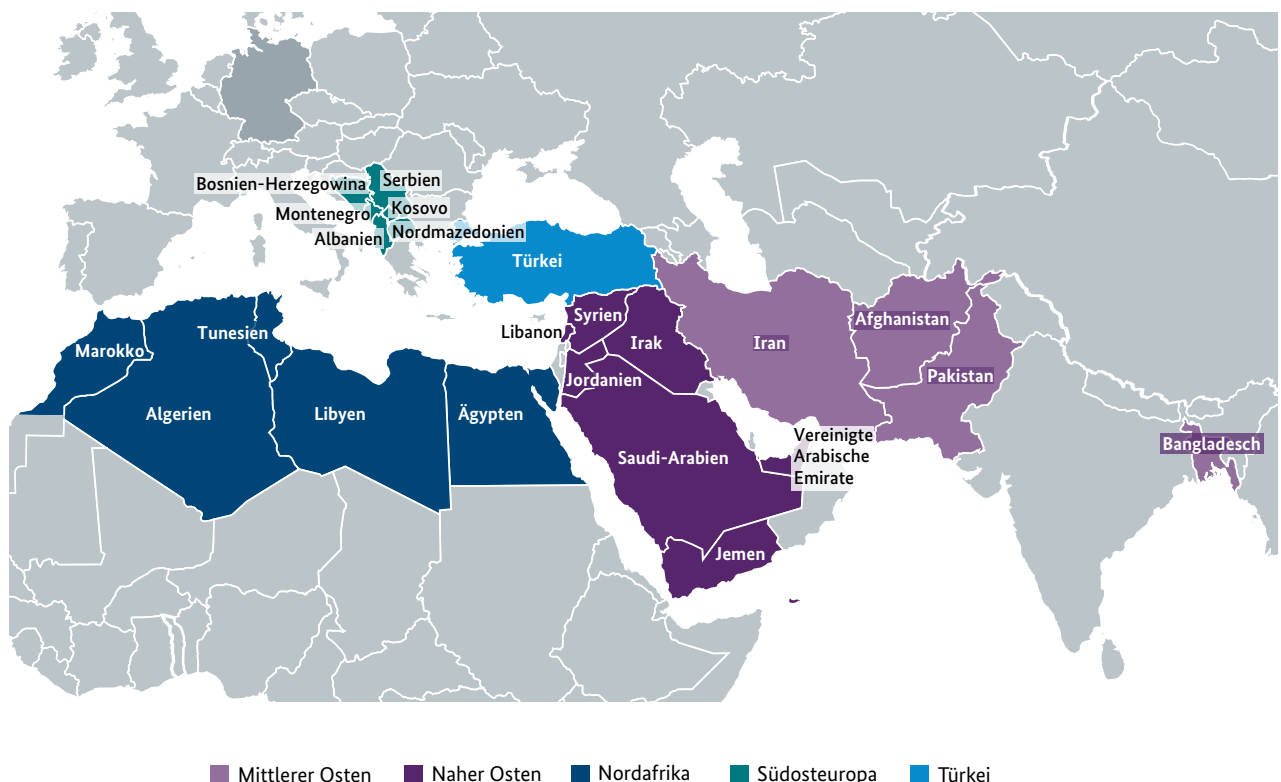 Bosnien-Herzegowina
Serbien
Montenegro
Kosovo
Albanien
Nordmazedonien
Türkei
Marokko
Tunesien
Algerien
Libyen
Ägypten
Libanon
Syrien
Irak
Jordanien
Saudi-Arabien
Jemen
Vereinigte
Arabische
Emirate
Iran
Afghanistan
Pakistan
Bangladesch
Mittlerer Osten
Naher Osten
Nordafrika
Südosteuropa
Türkei